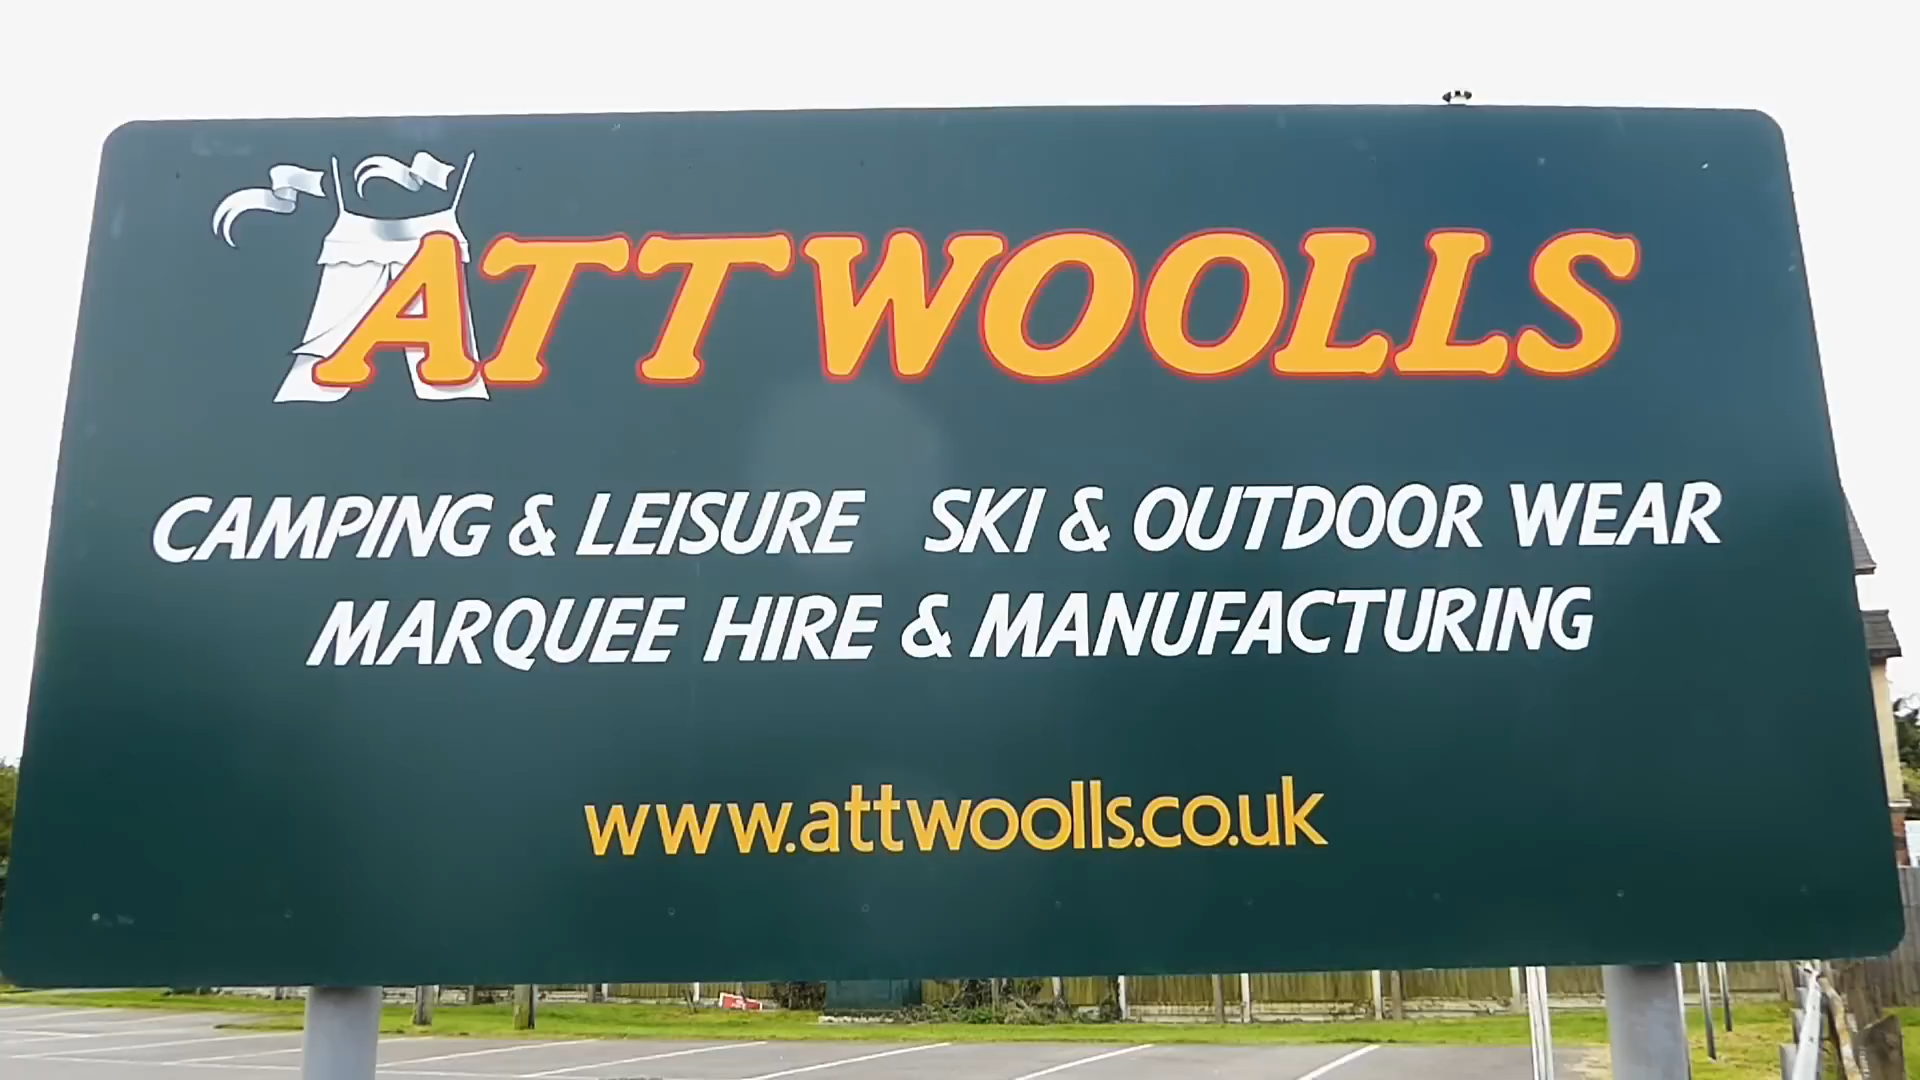 ATTWOOLLS
CAMPING & LEISURE SKI & OUTDOOR WEAR
MARQUEE HIRE & MANUFACTURING
www.attwoolls.co.uk